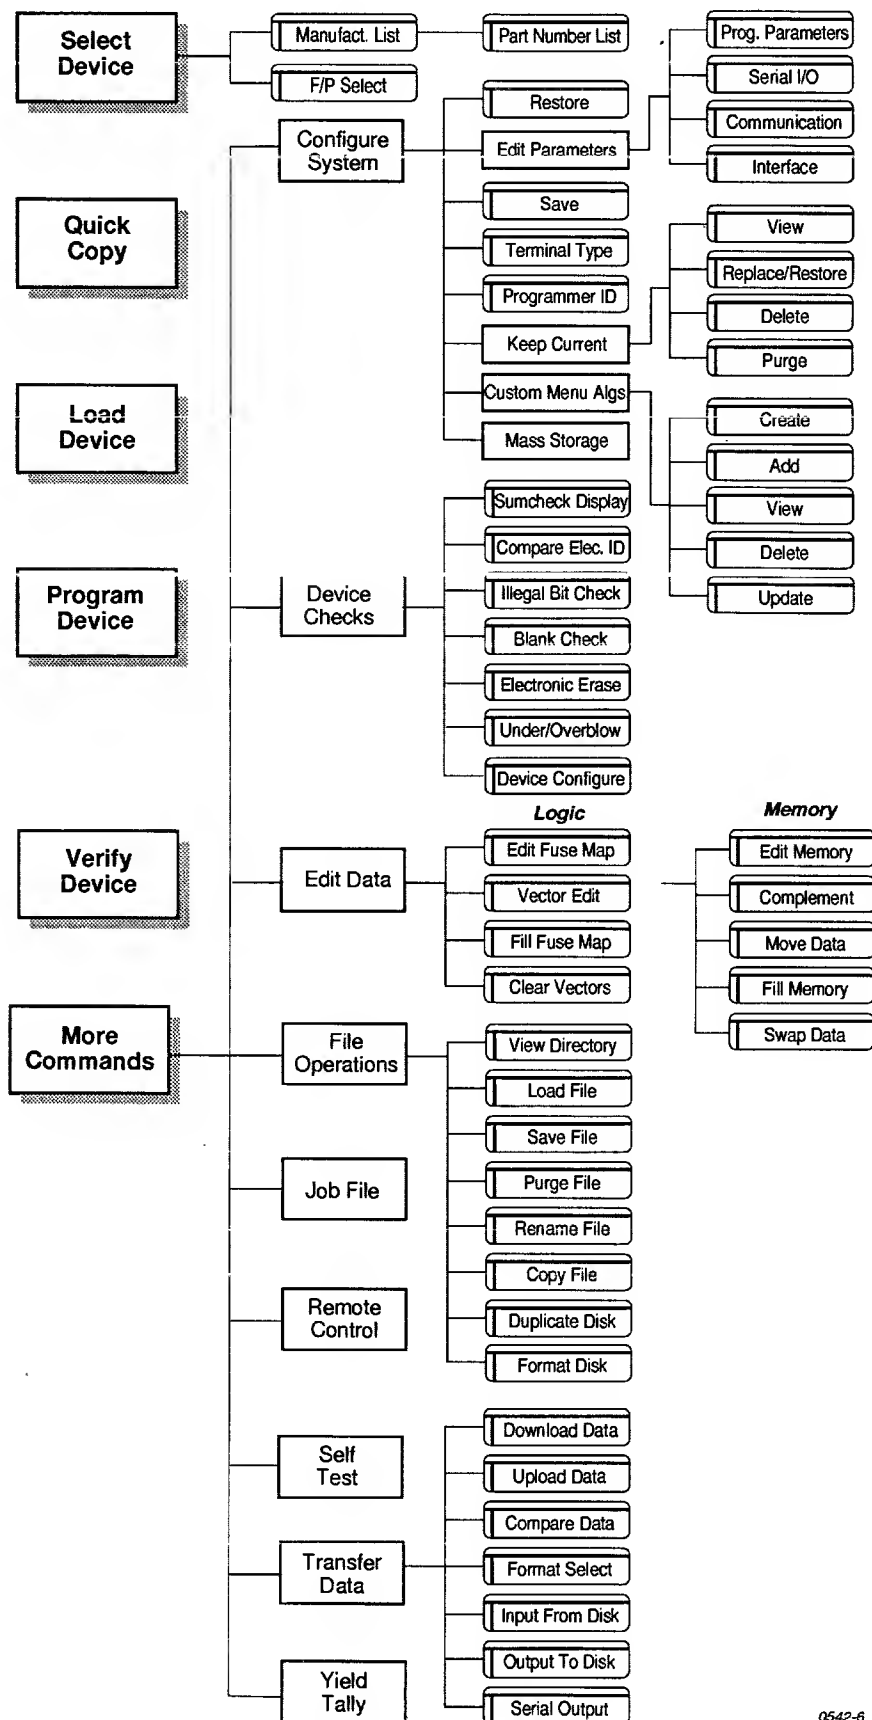 Select
Device
Manufact. List
Part Number List
F/P Select
Configure
System
Restore
Edit Parameters
Prog. Parameters
Serial I/O
Communication
Interface
Save
Terminal Type
Programmer ID
Keep Current
View
Replace/Restore
Delete
Purge
Custom Menu Algs
Create
Add
View
Delete
Update
Mass Storage
Quick
Copy
Load
Device
Program
Device
Device
Checks
Sumcheck Display
Compare Elec. ID
Illegal Bit Check
Blank Check
Electronic Erase
Under/Overblow
Device Configure
Verify
Device
Edit Data
Logic
Edit Fuse Map
Vector Edit
Fill Fuse Map
Clear Vectors
Memory
Edit Memory
Complement
Move Data
Fill Memory
Swap Data
More
Commands
File
Operations
View Directory
Load File
Save File
Purge File
Rename File
Copy File
Duplicate Disk
Format Disk
Job File
Remote
Control
Self
Test
Transfer
Data
Download Data
Upload Data
Compare Data
Format Select
Input From Disk
Output To Disk
Serial Output
Yield
Tally
0542-6